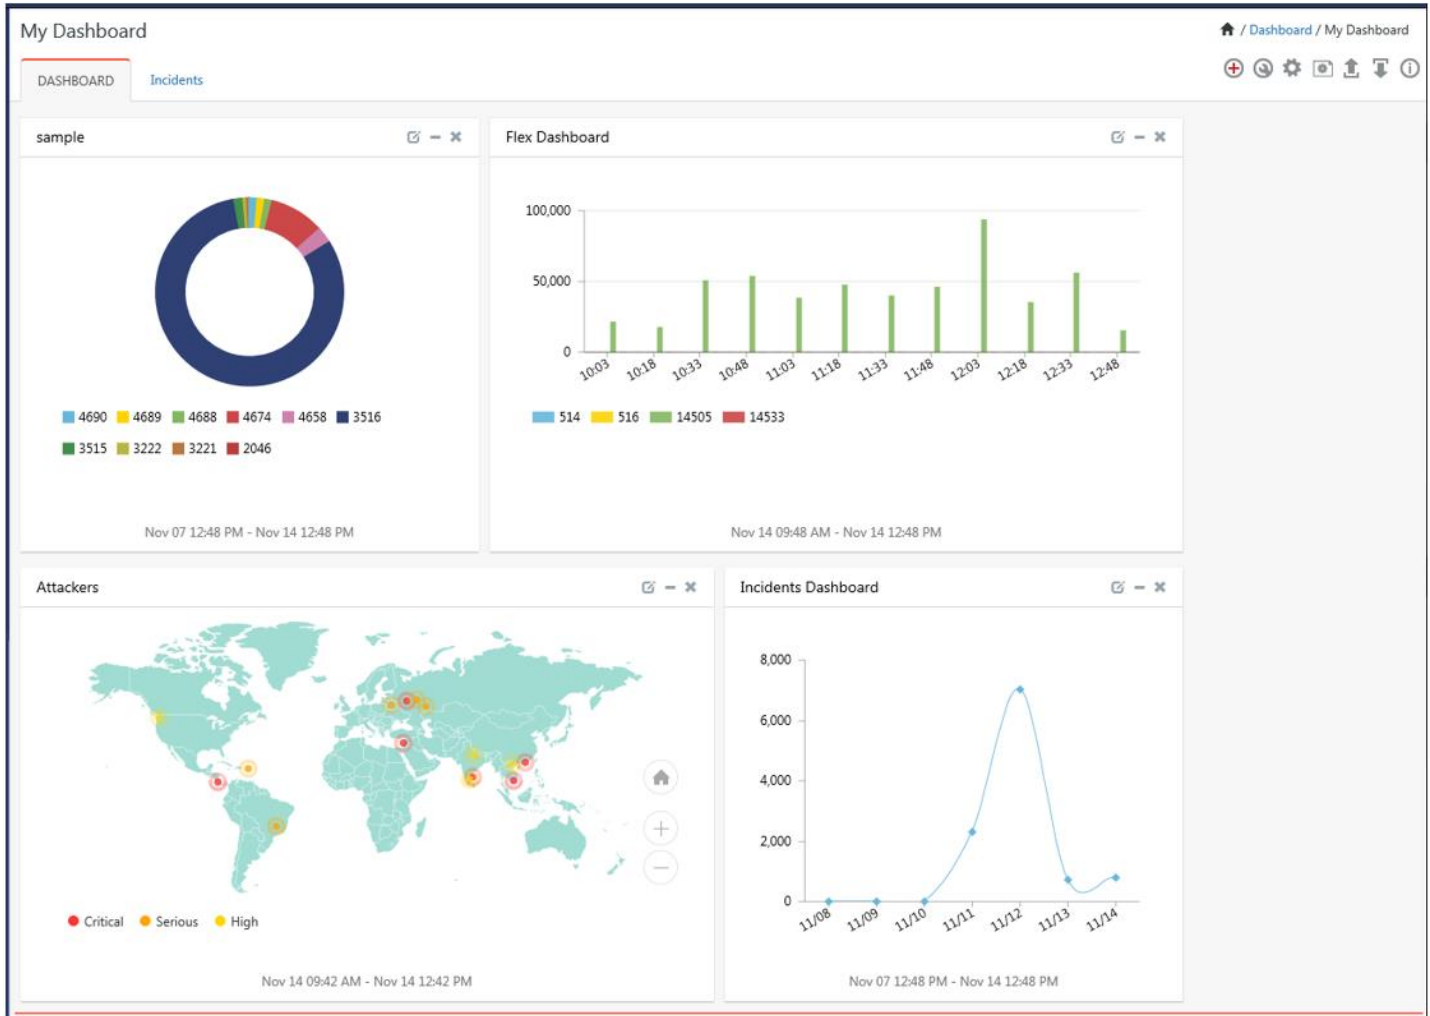 My Dashboard
/ Dashboard / My Dashboard
DASHBOARD Incidents
sample
4690 4689 4688 4674 4658 3516
3515 3222 3221 2046
Nov 07 12:48 PM - Nov 14 12:48 PM
Flex Dashboard
100,000
50,000
0
10:03 10:18 10:33 10:48 11:03 11:18 11:33 11:48 12:03 12:18 12:33 12:48
514 516 14505 14533
Nov 14 09:48 AM - Nov 14 12:48 PM
Attackers
Critical Serious High
Nov 14 09:42 AM - Nov 14 12:42 PM
Incidents Dashboard
8,000
6,000
4,000
2,000
0
11/08 11/09 11/10 11/11 11/12 11/13 11/14
Nov 07 12:48 PM - Nov 14 12:48 PM